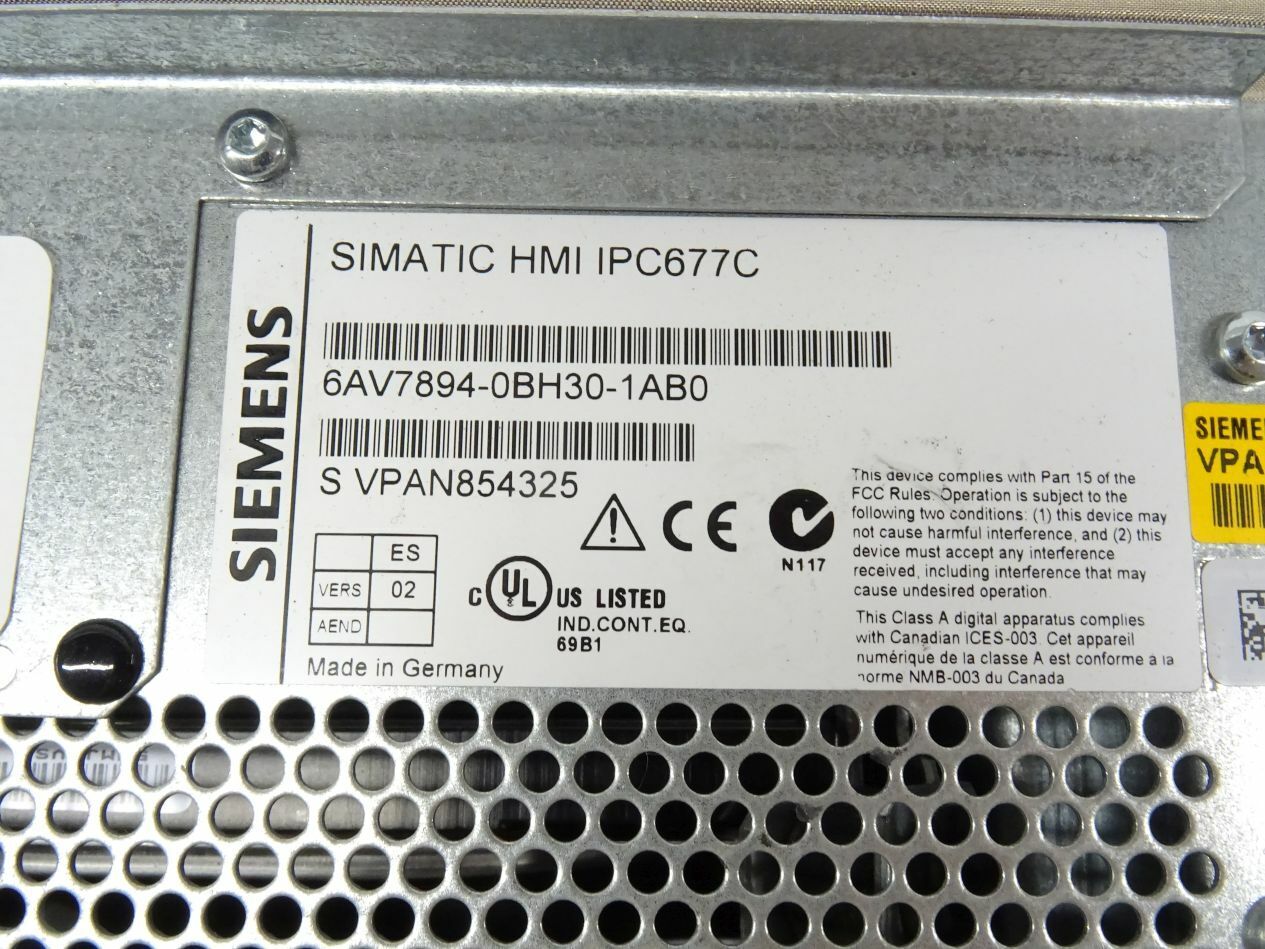 SIEMENS
SIMATIC HMI IPC677C
6AV7894-0BH30-1AB0
S VPAN854325
ES
VERS 02
AEND
Made in Germany
C UL US LISTED
IND.CONT.EQ.
69B1
CE
N117
This device complies with Part 15 of the
FCC Rules. Operation is subject to the
following two conditions: (1) this device may
not cause harmful interference, and (2) this
device must accept any interference
received, including interference that may
cause undesired operation.
This Class A digital apparatus complies
with Canadian ICES-003. Cet appareil
numérique de la classe A est conforme à la
norme NMB-003 du Canada
SIEME
VPA